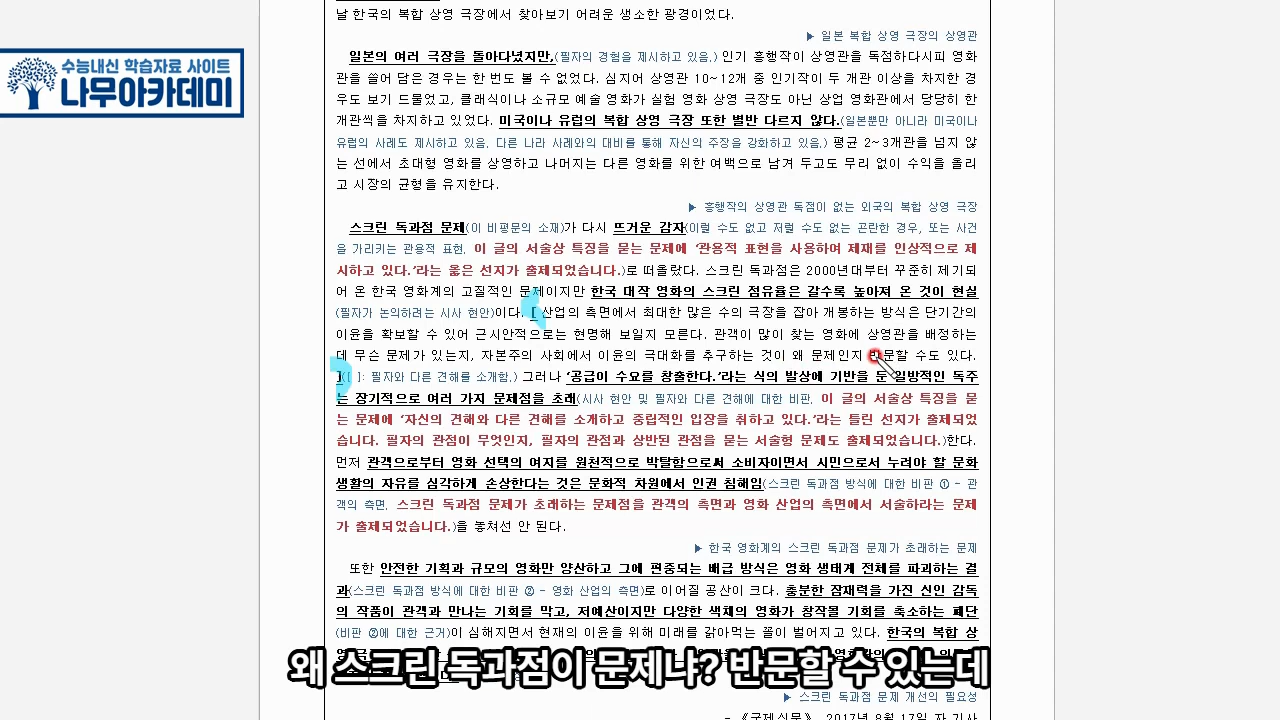 날 한국의 복합 상영 극장에서 찾아보기 어려운 생소한 광경이었다.
▶ 일본 복합 상영 극장의 상영관
수능내신 학습자료 사이트
나무아카데미
일본의 여러 극장을 돌아다녔지만,(필자의 경험을 제시하고 있음.) 인기 흥행작이 상영관을 독점하다시피 영화
관을 쓸어 담은 경우는 한 번도 볼 수 없었다. 심지어 상영관 10~12개 중 인기작이 두 개관 이상을 차지한 경
우도 보기 드물었고, 클래식이나 소규모 예술 영화가 실험 영화 상영 극장도 아닌 상업 영화관에서 당당히 한
개관씩을 차지하고 있었다. 미국이나 유럽의 복합 상영 극장 또한 별반 다르지 않다.(일본뿐만 아니라 미국이나
유럽의 사례도 제시하고 있음. 다른 나라 사례와의 대비를 통해 자신의 주장을 강화하고 있음.) 평균 2~3개관을 넘지 않
는 선에서 초대형 영화를 상영하고 나머지는 다른 영화를 위한 여백으로 남겨 두고도 무리 없이 수익을 올리
고 시장의 균형을 유지한다.
▶ 흥행작의 상영관 독점이 없는 외국의 복합 상영 극장
스크린 독과점 문제(이 비평문의 소재)가 다시 뜨거운 감자(이럴 수도 없고 저럴 수도 없는 곤란한 경우, 또는 사건
을 가리키는 관용적 표현. 이 글의 서술상 특징을 묻는 문제에 ‘관용적 표현을 사용하여 제재를 인상적으로 제
시하고 있다.’라는 옳은 선지가 출제되었습니다.)로 떠올랐다. 스크린 독과점은 2000년대부터 꾸준히 제기되
어 온 한국 영화계의 고질적인 문제이지만 한국 대작 영화의 스크린 점유율은 갈수록 높아져 온 것이 현실
(필자가 논의하려는 시사 현안)이다. [ 산업의 측면에서 최대한 많은 수의 극장을 잡아 개봉하는 방식은 단기간의
이윤을 확보할 수 있어 근시안적으로는 현명해 보일지 모른다. 관객이 많이 찾는 영화에 상영관을 배정하는
데 무슨 문제가 있는지, 자본주의 사회에서 이윤의 극대화를 추구하는 것이 왜 문제인지 반문할 수도 있다.
]([ ]: 필자와 다른 견해를 소개함.) 그러나 ‘공급이 수요를 창출한다.’라는 식의 발상에 기반을 둔 일방적인 독주
는 장기적으로 여러 가지 문제점을 초래(시사 현안 및 필자와 다른 견해에 대한 비판. 이 글의 서술상 특징을 묻
는 문제에 ‘자신의 견해와 다른 견해를 소개하고 중립적인 입장을 취하고 있다.’라는 틀린 선지가 출제되었
습니다. 필자의 관점이 무엇인지, 필자의 관점과 상반된 관점을 묻는 서술형 문제도 출제되었습니다.)한다.
먼저 관객으로부터 영화 선택의 여지를 원천적으로 박탈함으로써 소비자이면서 시민으로서 누려야 할 문화
생활의 자유를 심각하게 손상한다는 것은 문화적 차원에서 인권 침해임(스크린 독과점 방식에 대한 비판 ① - 관
객의 측면. 스크린 독과점 문제가 초래하는 문제점을 관객의 측면과 영화 산업의 측면에서 서술하라는 문제
가 출제되었습니다.)을 놓쳐선 안 된다.
▶ 한국 영화계의 스크린 독과점 문제가 초래하는 문제
또한 안전한 기획과 규모의 영화만 양산하고 그에 편중되는 배급 방식은 영화 생태계 전체를 파괴하는 결
과(스크린 독과점 방식에 대한 비판 ② - 영화 산업의 측면)로 이어질 공산이 크다. 충분한 잠재력을 가진 신인 감독
의 작품이 관객과 만나는 기회를 막고, 저예산이지만 다양한 색채의 영화가 창작될 기회를 축소하는 폐단
(비판 ②에 대한 근거)이 심해지면서 현재의 이윤을 위해 미래를 갉아먹는 꼴이 벌어지고 있다. 한국의 복합 상
왜 스크린 독과점이 문제냐? 반문할 수 있는데
▶ 스크린 독과점 문제 개선의 필요성
- 《국제신문》, 2017년 8월 17일 자 기사